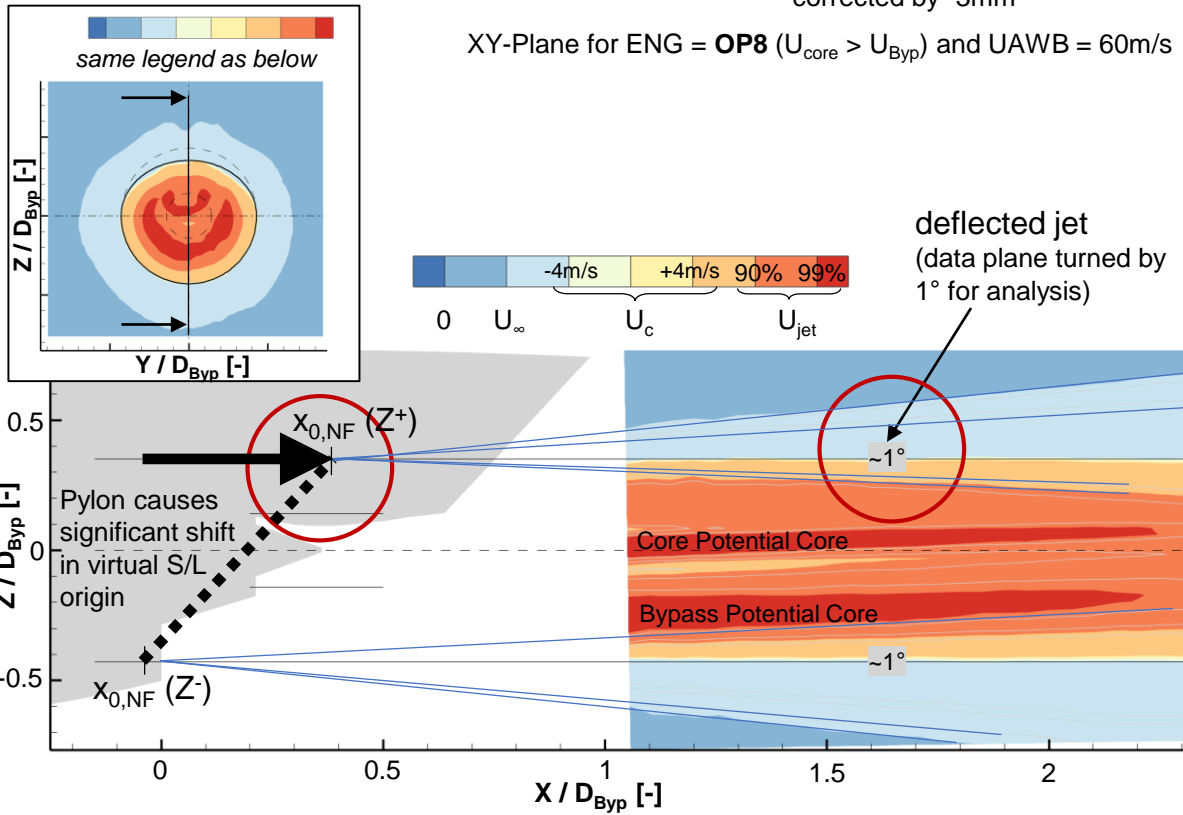 corrected by -3mm
XY-Plane for ENG = OP8 (Ucore > UByp) and UAWB = 60m/s
same legend as below
Z / DByp [-]
Y / DByp [-]
-4m/s +4m/s 90% 99%
0 U∞ Uc Ujet
deflected jet
(data plane turned by
1° for analysis)
x0,NF (Z+)
~1°
Pylon causes
significant shift
in virtual S/L
origin
Core Potential Core
Bypass Potential Core
~1°
x0,NF (Z-)
0.5
0
-0.5
Z/DByp [-]
0 0.5 1 1.5 2
X / DByp [-]